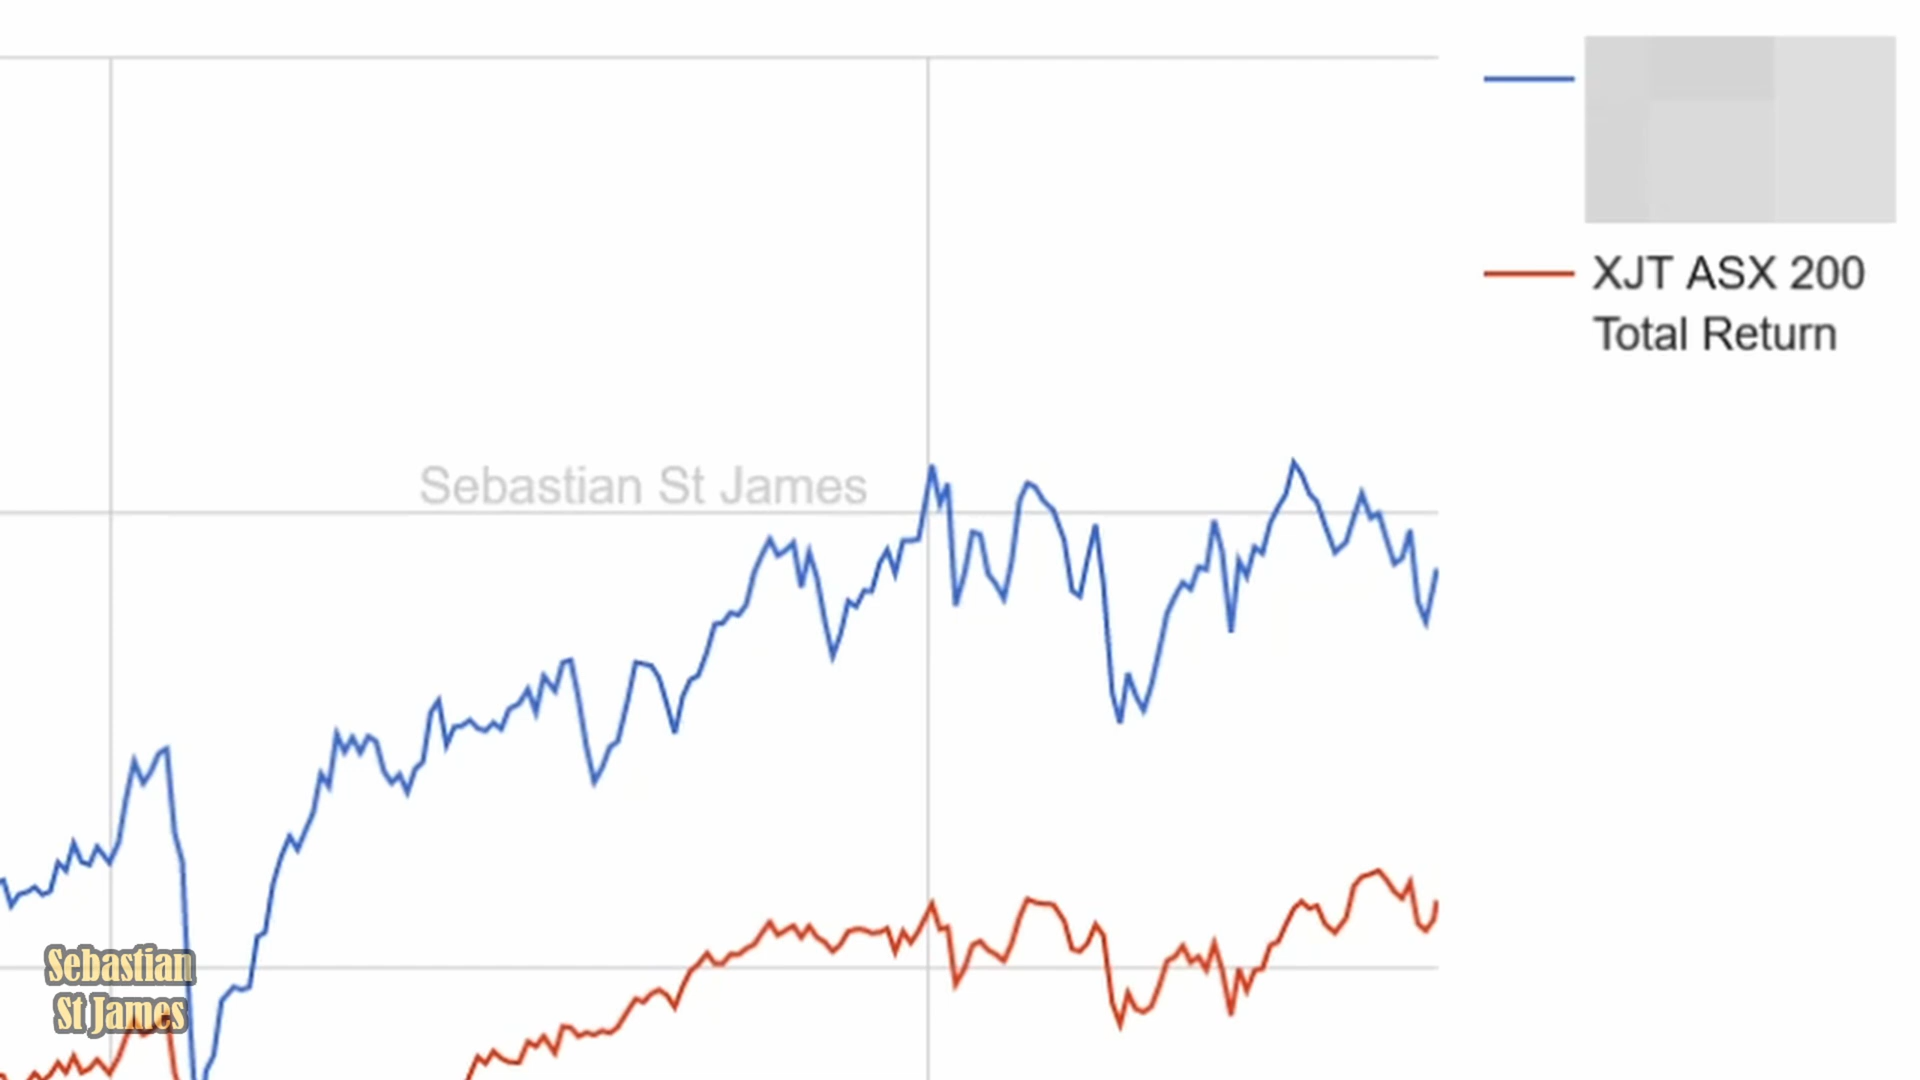 XJT ASX 200
Total Return
Sebastian St James
Sebastian
St James